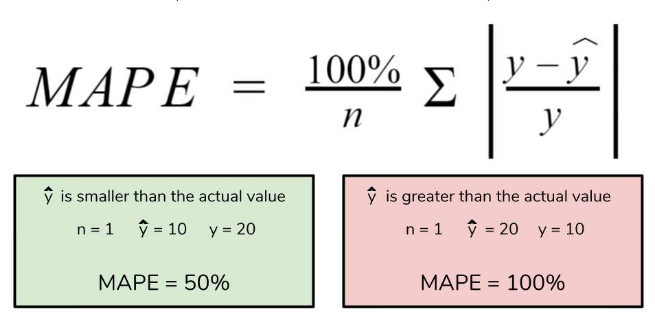 MAPE = 100%/n Σ |y − ŷ / y|
ŷ is smaller than the actual value
n = 1 ŷ = 10 y = 20
MAPE = 50%
ŷ is greater than the actual value
n = 1 ŷ = 20 y = 10
MAPE = 100%